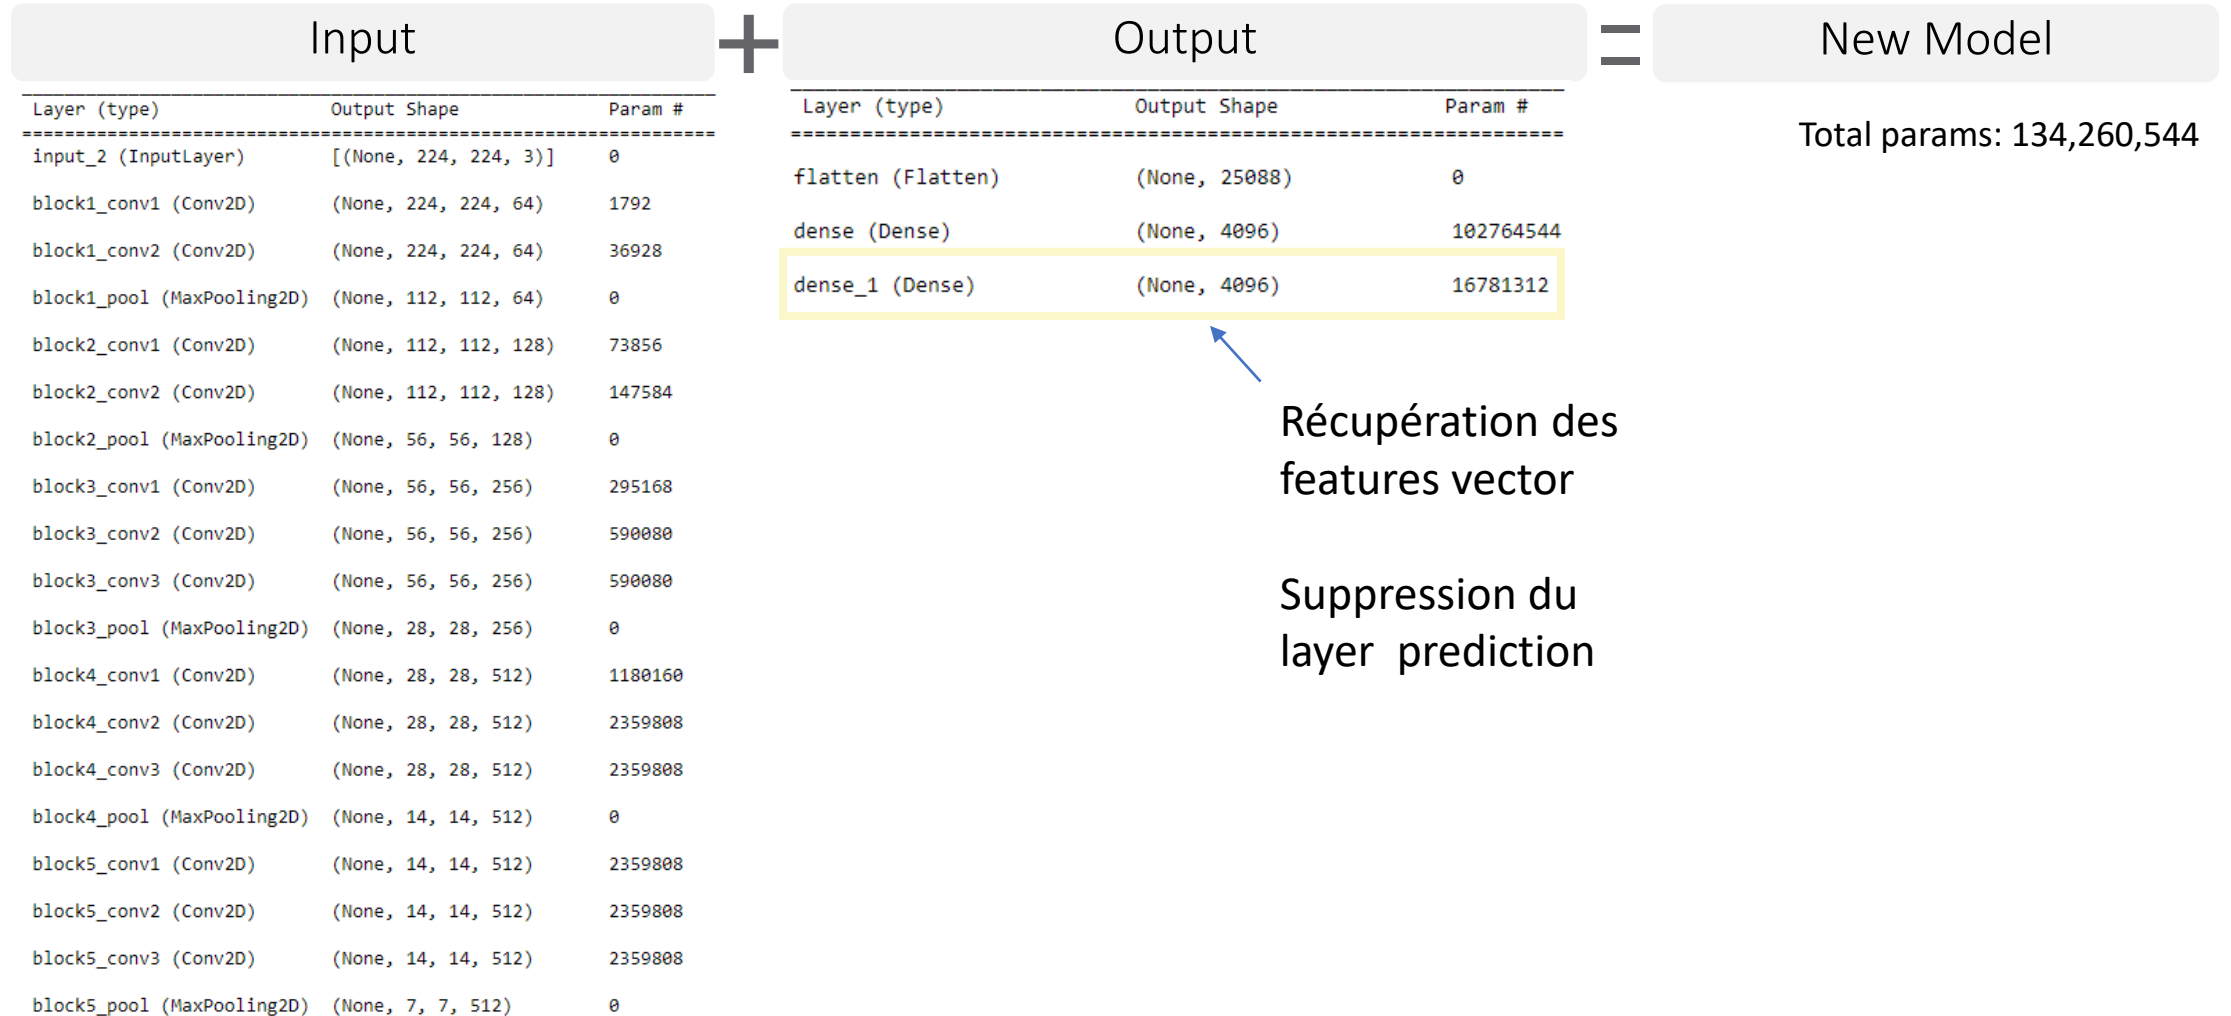 Input + Output = New Model
Layer (type) Output Shape Param #
input_2 (InputLayer) [(None, 224, 224, 3)] 0
block1_conv1 (Conv2D) (None, 224, 224, 64) 1792
block1_conv2 (Conv2D) (None, 224, 224, 64) 36928
block1_pool (MaxPooling2D) (None, 112, 112, 64) 0
block2_conv1 (Conv2D) (None, 112, 112, 128) 73856
block2_conv2 (Conv2D) (None, 112, 112, 128) 147584
block2_pool (MaxPooling2D) (None, 56, 56, 128) 0
block3_conv1 (Conv2D) (None, 56, 56, 256) 295168
block3_conv2 (Conv2D) (None, 56, 56, 256) 590080
block3_conv3 (Conv2D) (None, 56, 56, 256) 590080
block3_pool (MaxPooling2D) (None, 28, 28, 256) 0
block4_conv1 (Conv2D) (None, 28, 28, 512) 1180160
block4_conv2 (Conv2D) (None, 28, 28, 512) 2359808
block4_conv3 (Conv2D) (None, 28, 28, 512) 2359808
block4_pool (MaxPooling2D) (None, 14, 14, 512) 0
block5_conv1 (Conv2D) (None, 14, 14, 512) 2359808
block5_conv2 (Conv2D) (None, 14, 14, 512) 2359808
block5_conv3 (Conv2D) (None, 14, 14, 512) 2359808
block5_pool (MaxPooling2D) (None, 7, 7, 512) 0
Layer (type) Output Shape Param #
flatten (Flatten) (None, 25088) 0
dense (Dense) (None, 4096) 102764544
dense_1 (Dense) (None, 4096) 16781312
Récupération des
features vector
Suppression du
layer prediction
Total params: 134,260,544